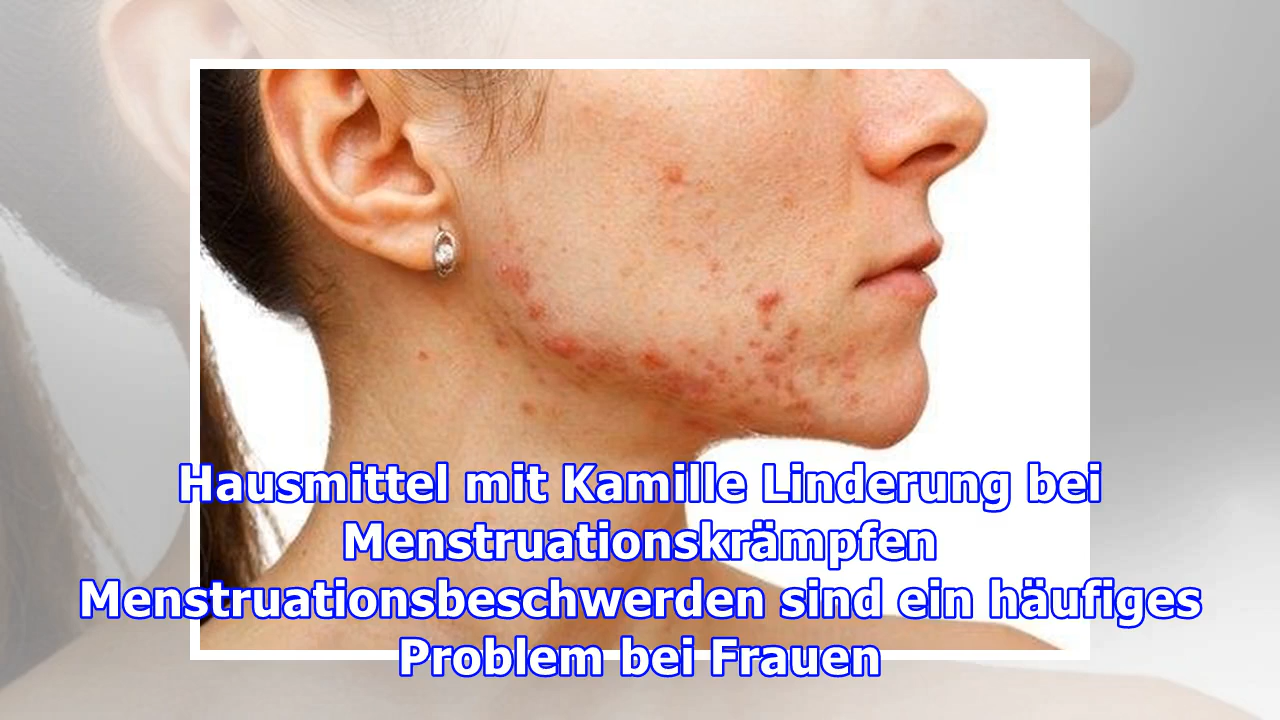 Hausmittel mit Kamille Linderung bei
Menstruationskrämpfen
Menstruationsbeschwerden sind ein häufiges
Problem bei Frauen